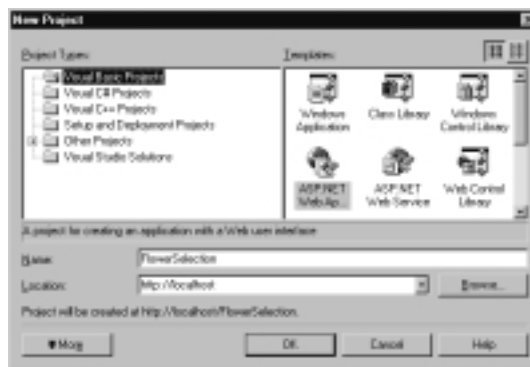 New Project
Project Types:
Templates:
Visual Basic Projects
Visual C# Projects
Visual C++ Projects
Setup and Deployment Projects
Other Projects
Visual Studio Solutions
Windows Application
Class Library
Windows Control Library
ASP.NET Web Ap...
ASP.NET Web Service
Web Control Library
A project for creating an application with a Web user interface
Name:
FlowerSelection
Location:
http://localhost
Browse...
Project will be created at http://localhost/FlowerSelection.
More
OK
Cancel
Help